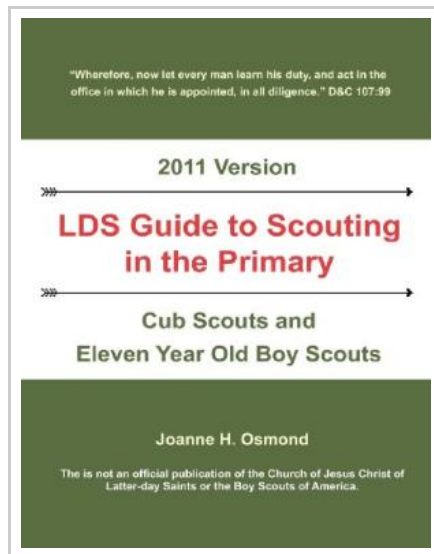 "Wherefore, now let every man learn his duty, and act in the
office in which he is appointed, in all diligence." D&C 107:99
2011 Version
LDS Guide to Scouting
in the Primary
Cub Scouts and
Eleven Year Old Boy Scouts
Joanne H. Osmond
The is not an official publication of the Church of Jesus Christ of
Latter-day Saints or the Boy Scouts of America.